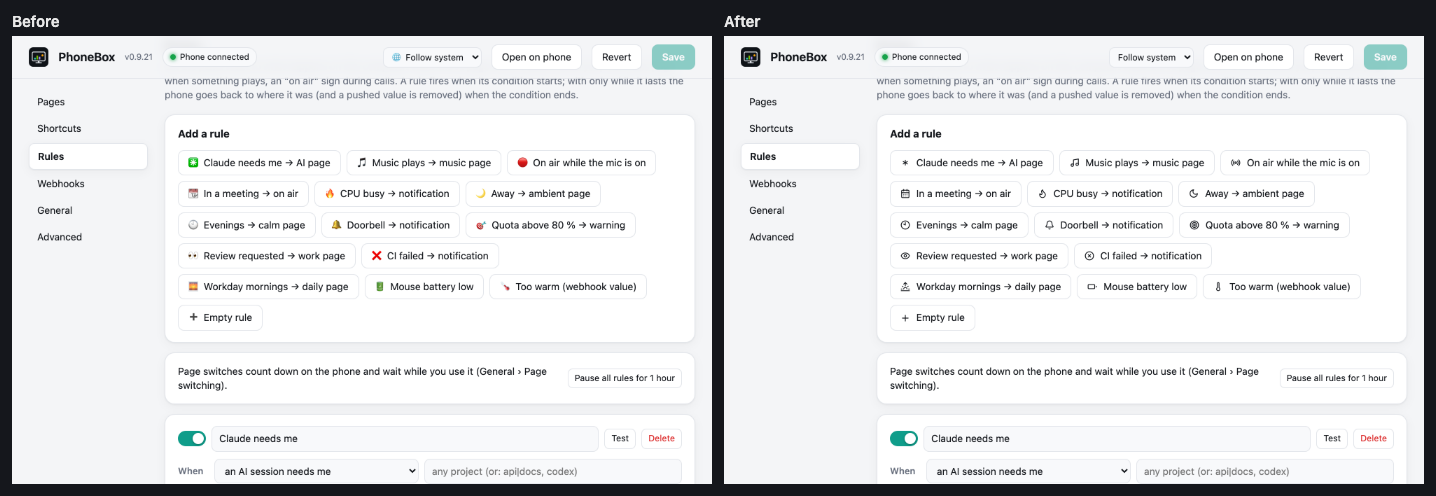 Before
PhoneBox v0.9.21 Phone connected Follow system Open on phone Revert Save
when something plays, an "on air" sign during calls. A rule fires when its condition starts; with only while it lasts the
phone goes back to where it was (and a pushed value is removed) when the condition ends.
Pages
Shortcuts
Rules
Webhooks
General
Advanced
Add a rule
Claude needs me → AI page Music plays → music page On air while the mic is on
In a meeting → on air CPU busy → notification Away → ambient page
Evenings → calm page Doorbell → notification Quota above 80 % → warning
Review requested → work page CI failed → notification
Workday mornings → daily page Mouse battery low Too warm (webhook value)
+ Empty rule
Page switches count down on the phone and wait while you use it (General › Page
switching).
Pause all rules for 1 hour
Claude needs me Test Delete
When an AI session needs me any project (or: api|docs, codex)
After
PhoneBox v0.9.21 Phone connected Follow system Open on phone Revert Save
when something plays, an "on air" sign during calls. A rule fires when its condition starts; with only while it lasts the
phone goes back to where it was (and a pushed value is removed) when the condition ends.
Pages
Shortcuts
Rules
Webhooks
General
Advanced
Add a rule
Claude needs me → AI page Music plays → music page On air while the mic is on
In a meeting → on air CPU busy → notification Away → ambient page
Evenings → calm page Doorbell → notification Quota above 80 % → warning
Review requested → work page CI failed → notification
Workday mornings → daily page Mouse battery low Too warm (webhook value)
+ Empty rule
Page switches count down on the phone and wait while you use it (General › Page
switching).
Pause all rules for 1 hour
Claude needs me Test Delete
When an AI session needs me any project (or: api|docs, codex)